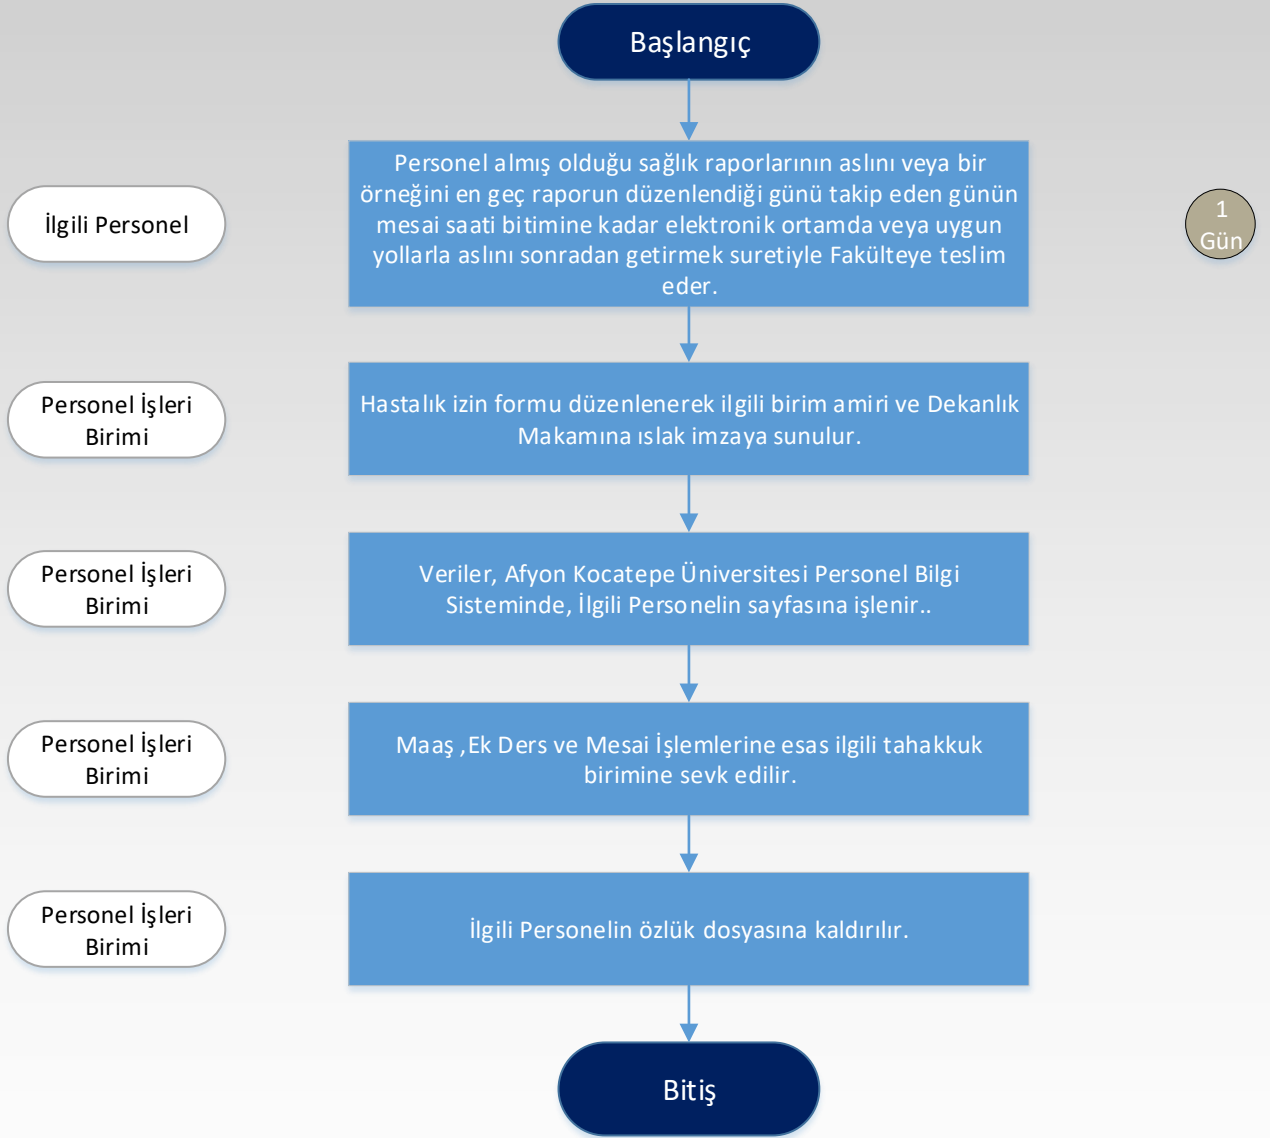 Başlangıç
İlgili Personel
Personel almış olduğu sağlık raporlarının aslını veya bir
örneğini en geç raporun düzenlendiği günü takip eden günün
mesai saati bitimine kadar elektronik ortamda veya uygun
yollarla aslını sonradan getirmek suretiyle Fakülteye teslim
eder.
1
Gün
Personel İşleri
Birimi
Hastalık izin formu düzenlenerek ilgili birim amiri ve Dekanlık
Makamına ıslak imzaya sunulur.
Personel İşleri
Birimi
Veriler, Afyon Kocatepe Üniversitesi Personel Bilgi
Sisteminde, İlgili Personelin sayfasına işlenir..
Personel İşleri
Birimi
Maaş ,Ek Ders ve Mesai İşlemlerine esas ilgili tahakkuk
birimine sevk edilir.
Personel İşleri
Birimi
İlgili Personelin özlük dosyasına kaldırılır.
Bitiş